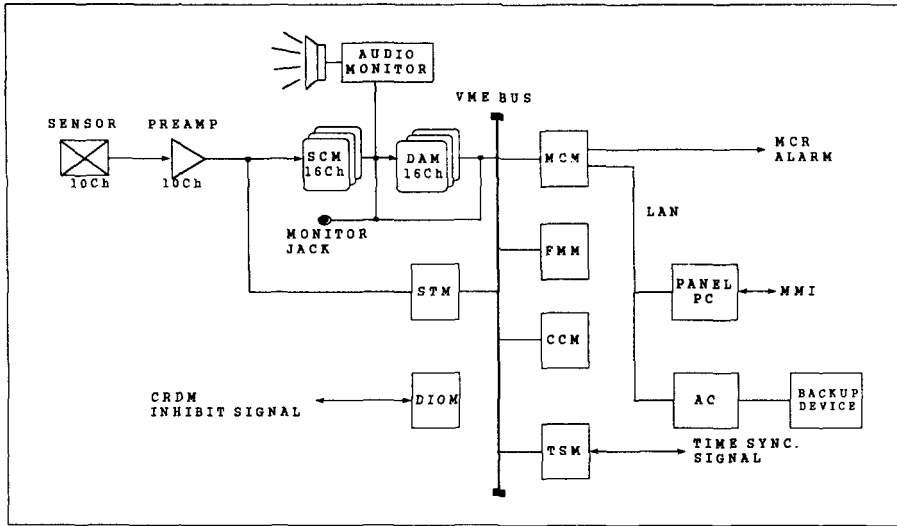 AUDIO
MONITOR
VME BUS
SENSOR
PREAMP
SCM
16Ch
DAM
16Ch
MCM
MCR
ALARM
10Ch
10Ch
LAN
MONITOR
JACK
FMM
STM
PANEL
PC
MMI
CCM
CRDM
INHIBIT SIGNAL
DIOM
AC
BACKUP
DEVICE
TSM
TIME SYNC.
SIGNAL